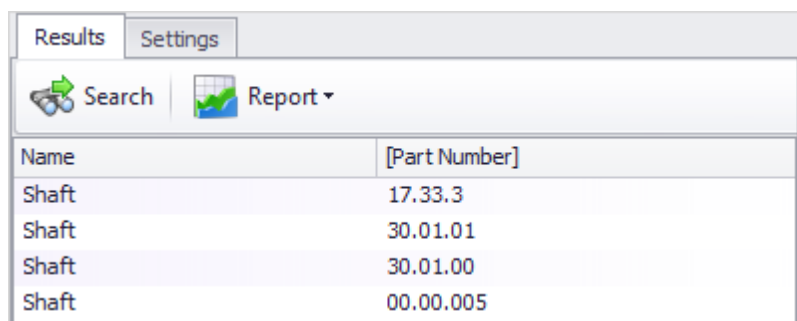 Results Settings
Search Report
Name [Part Number]
Shaft 17.33.3
Shaft 30.01.01
Shaft 30.01.00
Shaft 00.00.005